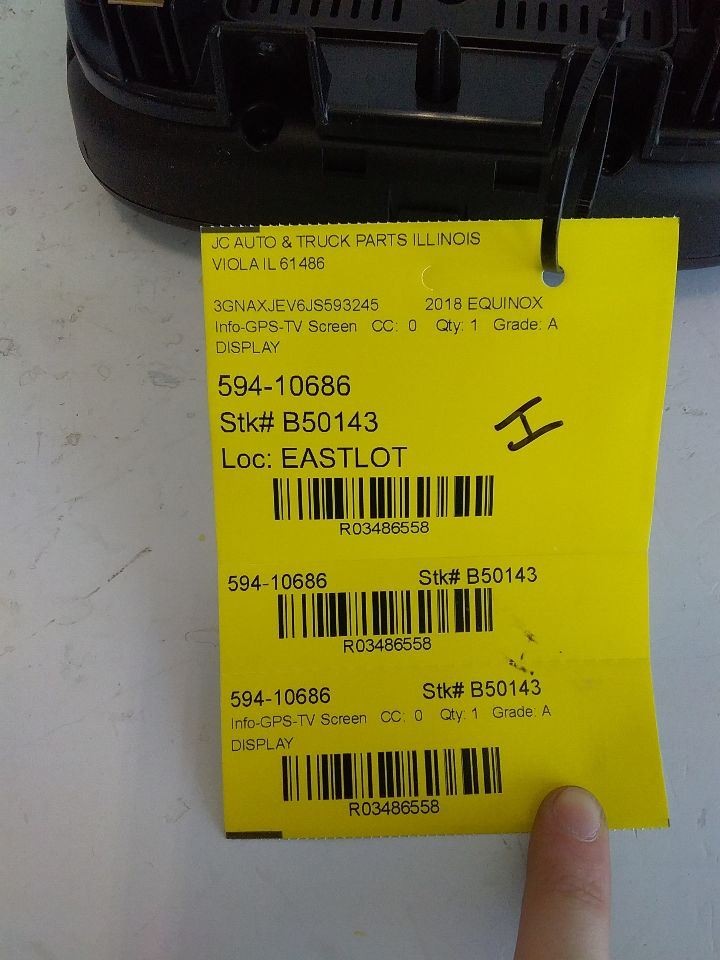 JC AUTO & TRUCK PARTS ILLINOIS
VIOLA IL 61486
3GNAXJEV6JS593245 2018 EQUINOX
Info-GPS-TV Screen CC: 0 Qty: 1 Grade: A
DISPLAY
594-10686
Stk# B50143
Loc: EASTLOT
H
R03486558
594-10686 Stk# B50143
R03486558
594-10686 Stk# B50143
Info-GPS-TV Screen CC: 0 Qty: 1 Grade: A
DISPLAY
R03486558